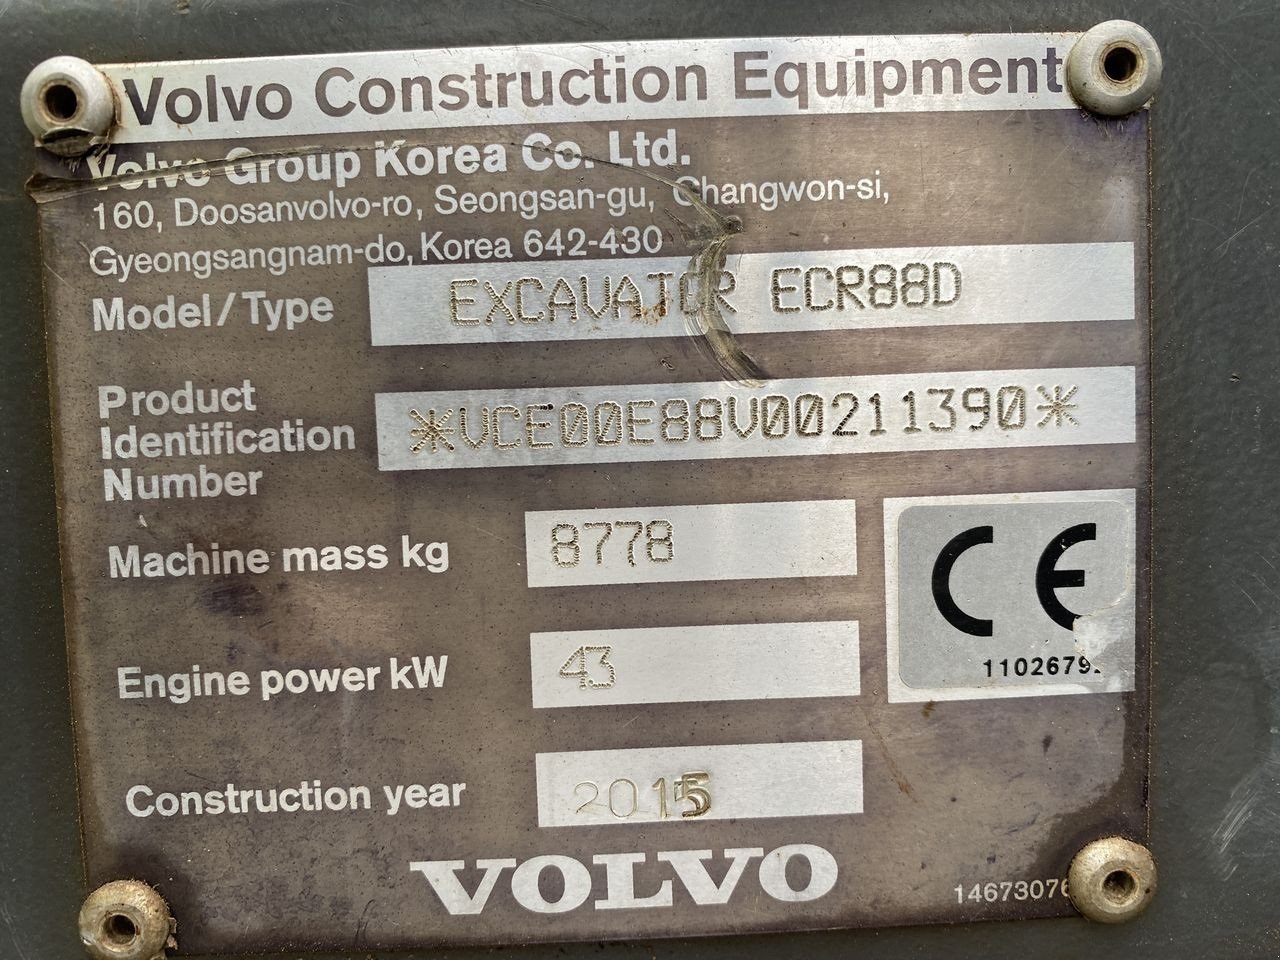 Volvo Construction Equipment
Volvo Group Korea Co. Ltd.
160, Doosanvolvo-ro, Seongsan-gu, Changwon-si,
Gyeongsangnam-do, Korea 642-430
Model/Type EXCAVATOR ECR88D
Product
Identification
Number
*VCE00E88V00211390*
Machine mass kg 8778
CE
Engine power kW 43
Construction year 2015
VOLVO